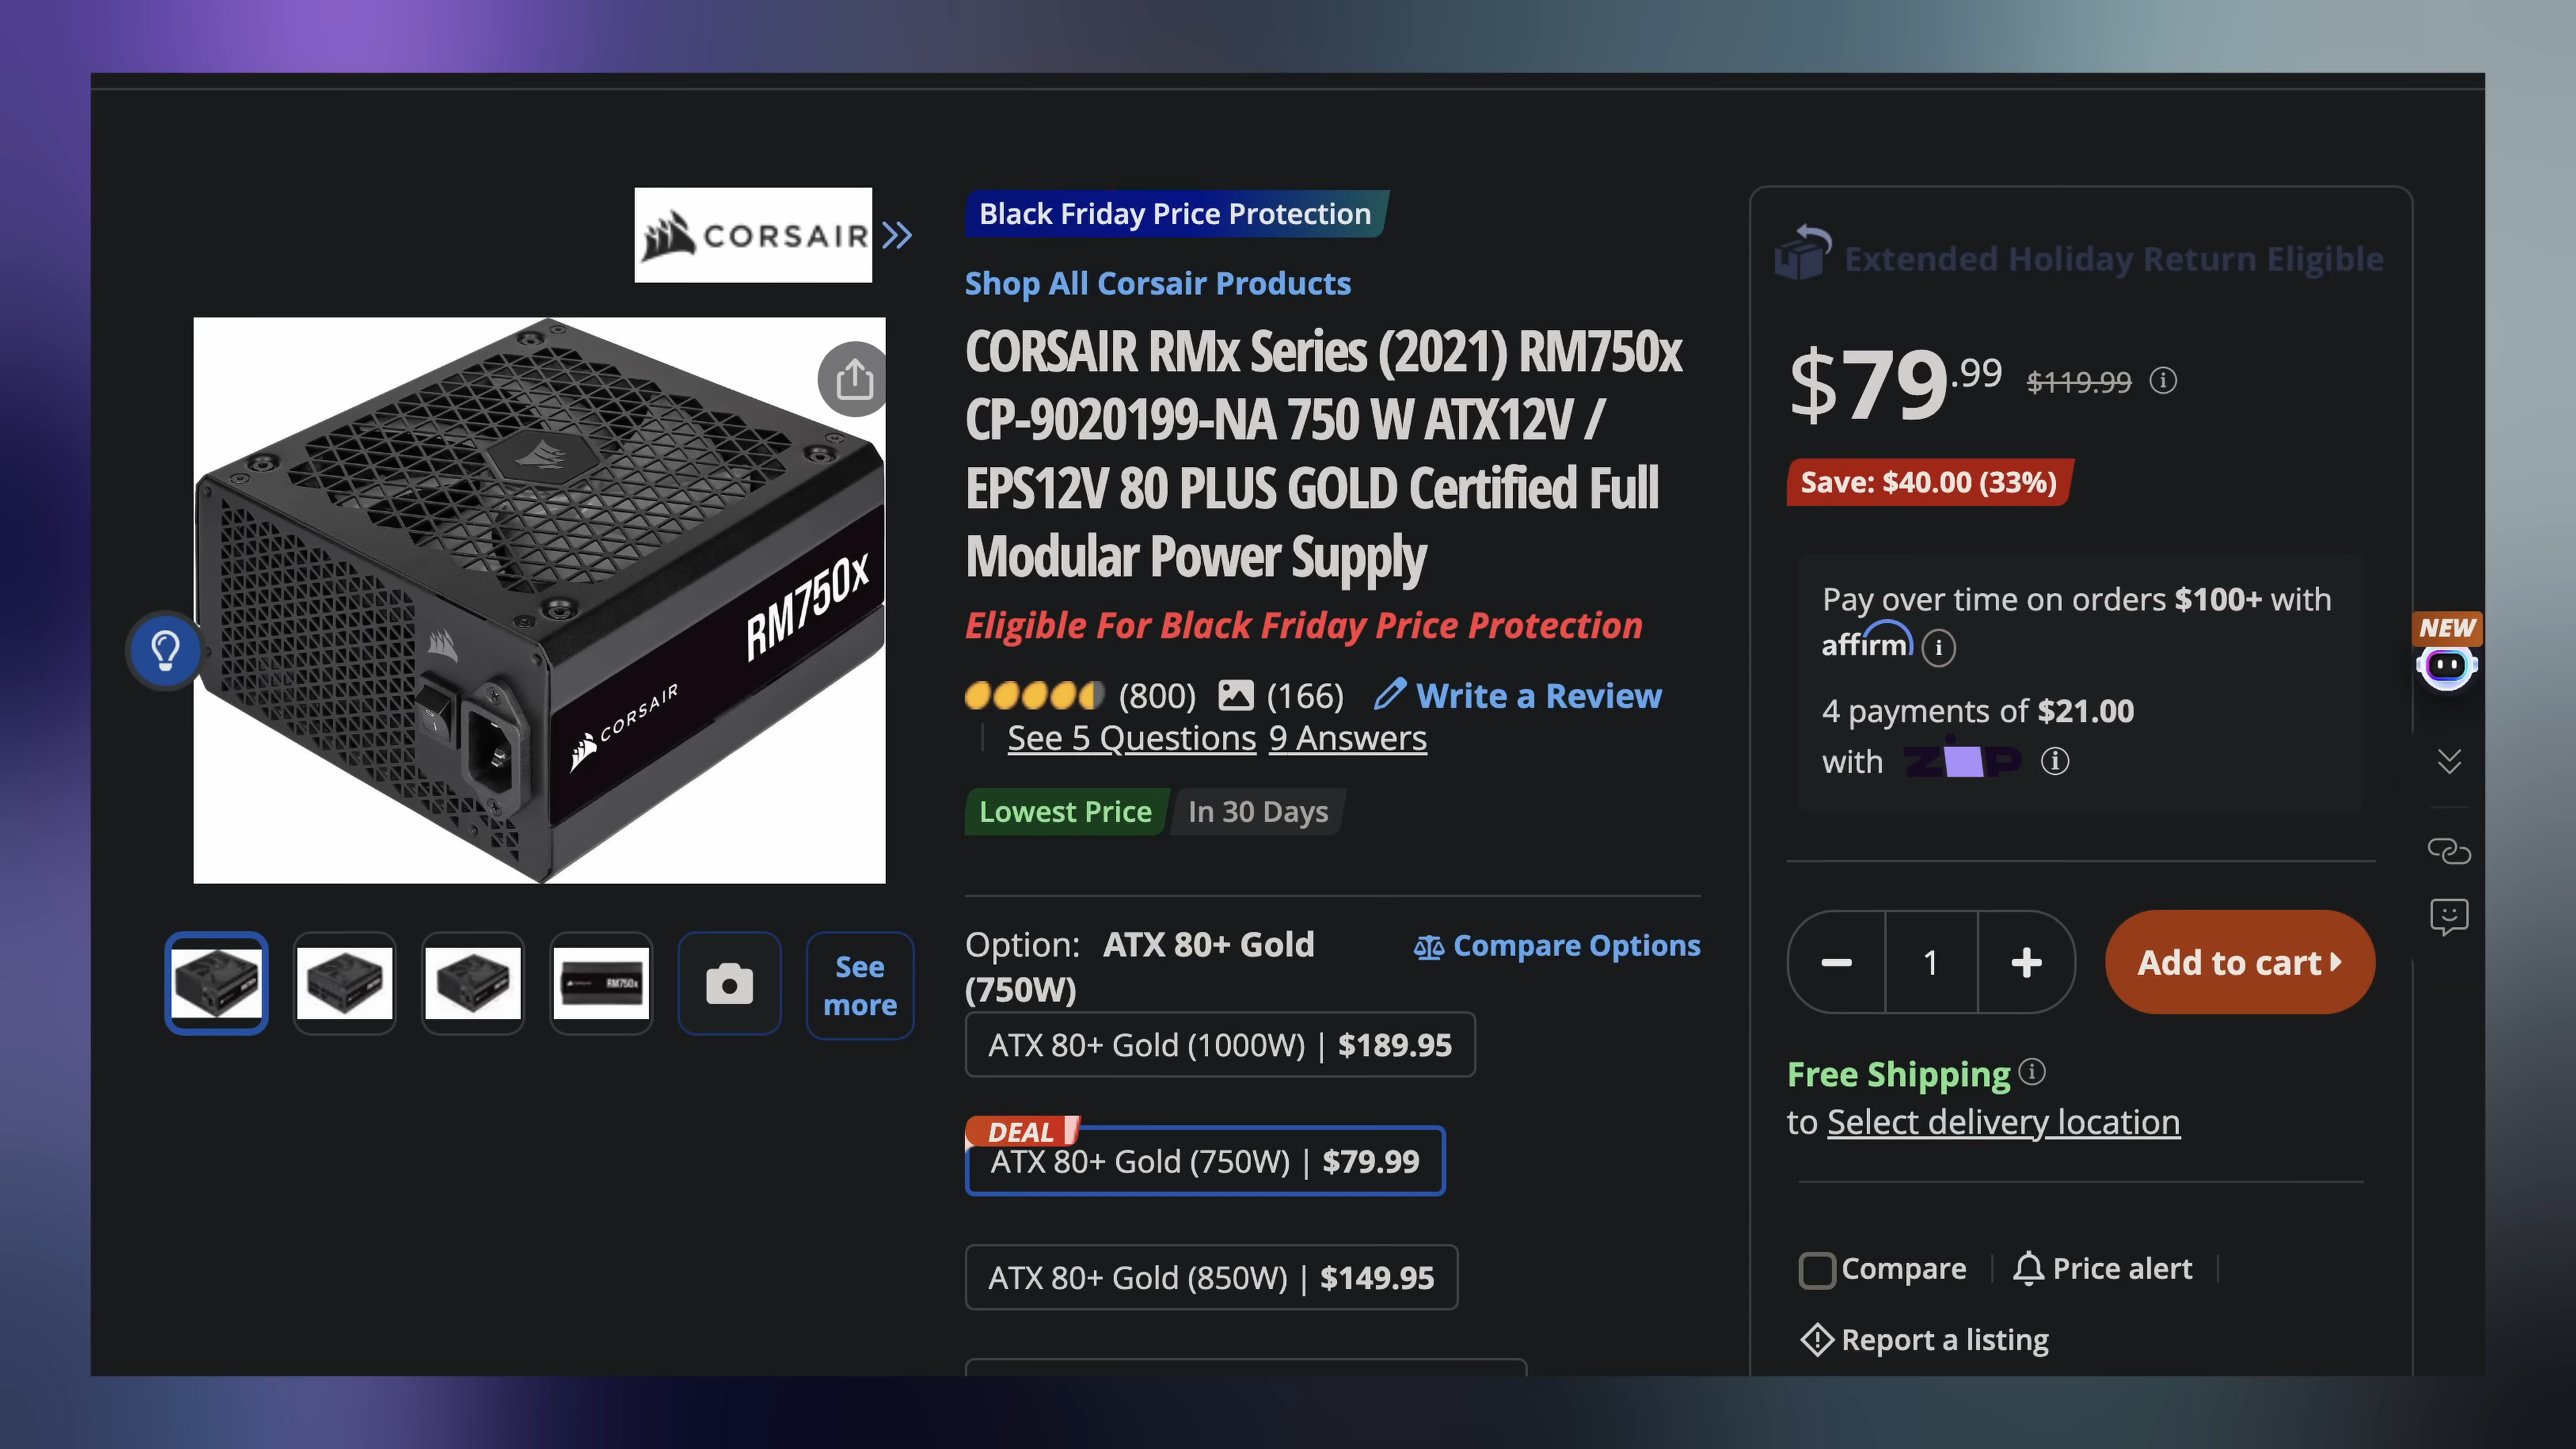 CORSAIR
RM750x
CORSAIR
RM750x
See
more
Black Friday Price Protection
Shop All Corsair Products
CORSAIR RMx Series (2021) RM750x
CP-9020199-NA 750 W ATX12V /
EPS12V 80 PLUS GOLD Certified Full
Modular Power Supply
Eligible For Black Friday Price Protection
(800) (166) Write a Review
See 5 Questions 9 Answers
Lowest Price In 30 Days
Option: ATX 80+ Gold
(750W)
Compare Options
ATX 80+ Gold (1000W) | $189.95
DEAL
ATX 80+ Gold (750W) | $79.99
ATX 80+ Gold (850W) | $149.95
Extended Holiday Return Eligible
$79.99 $119.99
Save: $40.00 (33%)
Pay over time on orders $100+ with
affirm
4 payments of $21.00
with zip
1
Add to cart
Free Shipping
to Select delivery location
Compare
Price alert
Report a listing
NEW